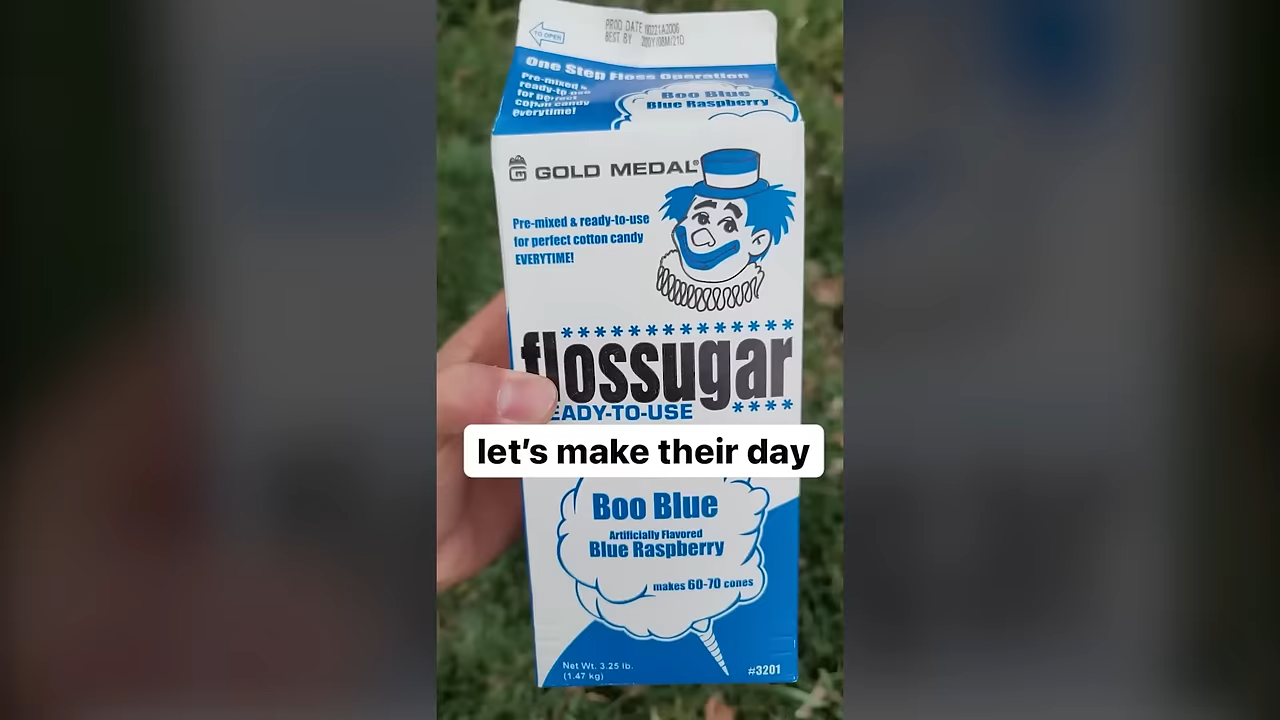 TO OPEN
PROD DATE
BEST BY
One Step Floss Operation
Pre-mixed &
ready-to use
for perfect
cotton candy
everytime!
Boo Blue
Blue Raspberry
GOLD MEDAL®
Pre-mixed & ready-to-use
for perfect cotton candy
EVERYTIME!
flossugar
EADY-TO-USE
let's make their day
Boo Blue
Artificially Flavored
Blue Raspberry
makes 60-70 cones
Net Wt. 3.25 lb.
(1.47 kg)
#3201